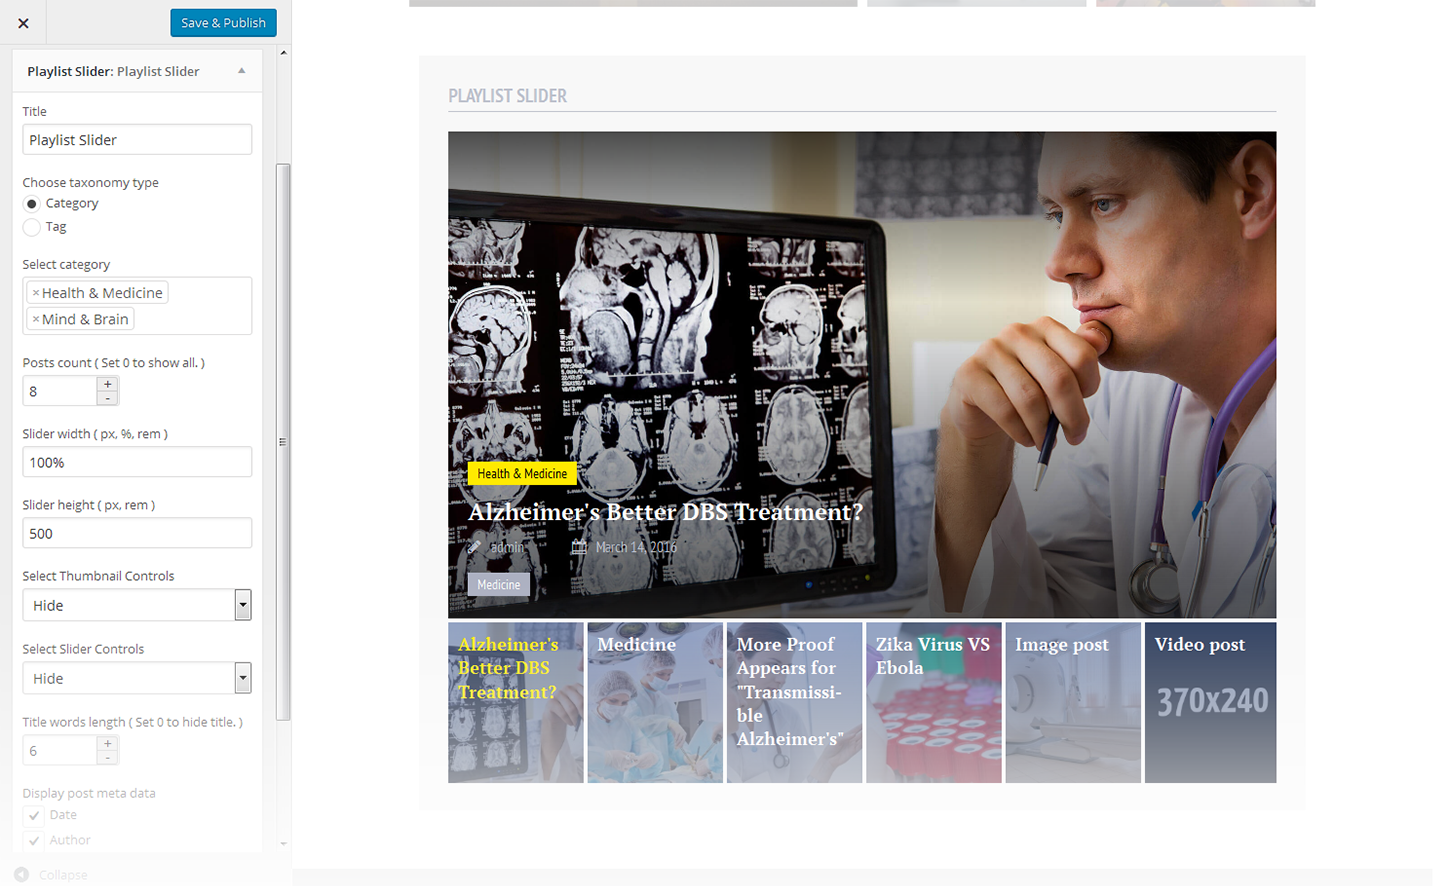 Save & Publish
Playlist Slider: Playlist Slider
Title
Playlist Slider
Choose taxonomy type
Category
Tag
Select category
×Health & Medicine
×Mind & Brain
Posts count ( Set 0 to show all. )
8
+
-
Slider width ( px, %, rem )
100%
Slider height ( px, rem )
500
Select Thumbnail Controls
Hide
Select Slider Controls
Hide
Title words length ( Set 0 to hide title. )
6
+
-
Display post meta data
Date
Author
Collapse
PLAYLIST SLIDER
Health & Medicine
Alzheimer's Better DBS Treatment?
admin
March 14, 2016
Medicine
Alzheimer's
Better DBS
Treatment?
Medicine
More Proof
Appears for
"Transmissi-
ble
Alzheimer's"
Zika Virus VS
Ebola
Image post
Video post
370x240